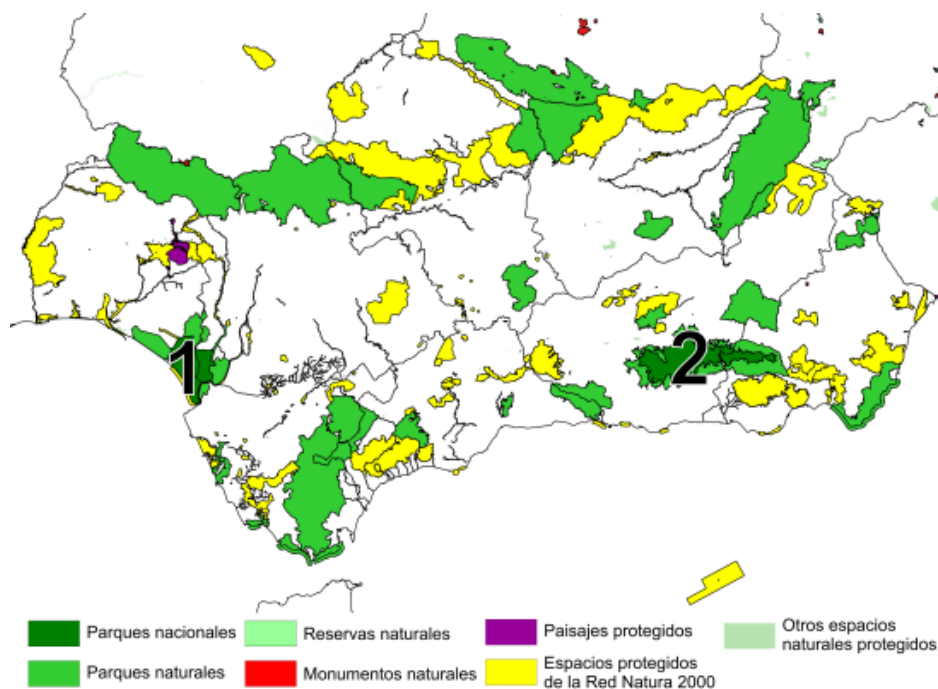 1
2
Parques nacionales
Reservas naturales
Paisajes protegidos
Otros espacios
naturales protegidos
Parques naturales
Monumentos naturales
Espacios protegidos
de la Red Natura 2000